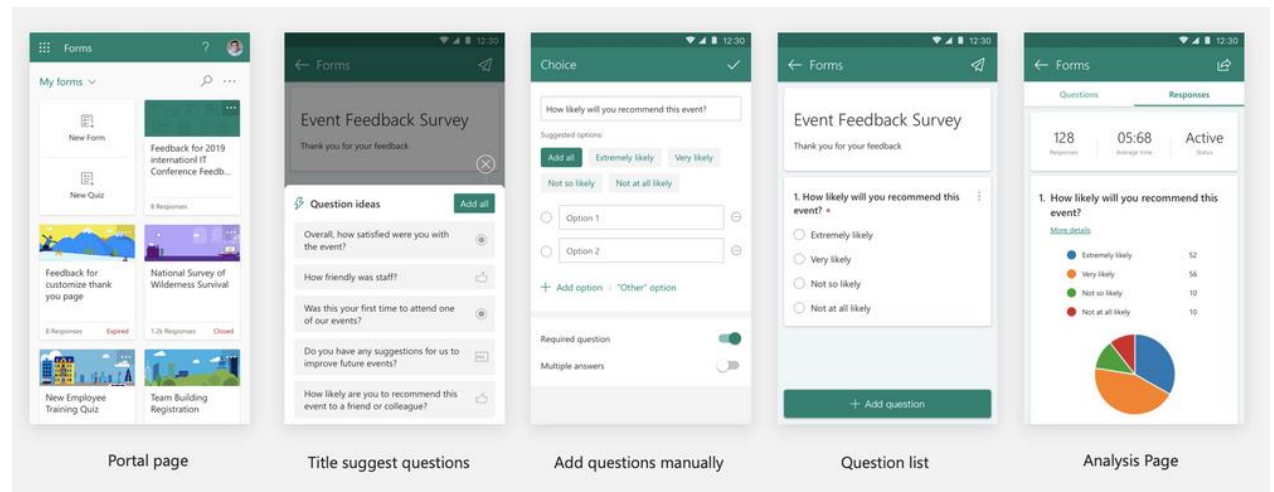 Forms
?
My forms
New Form
New Quiz
Feedback for 2019
internationl IT
Conference Feedb...
8 Responses
Feedback for
customize thank
you page
8 Responses
Expired
National Survey of
Wilderness Survival
1.2k Responses
Closed
New Employee
Training Quiz
Team Building
Registration
Portal page
12:30
Forms
Event Feedback Survey
Thank you for your feedback
Question ideas
Add all
Overall, how satisfied were you with
the event?
How friendly was staff?
Was this your first time to attend one
of our events?
Do you have any suggestions for us to
improve future events?
How likely are you to recommend this
event to a friend or colleague?
Title suggest questions
12:30
Choice
How likely will you recommend this event?
Suggested options:
Add all
Extremely likely
Very likely
Not so likely
Not at all likely
Option 1
Option 2
+ Add option | "Other" option
Required question
Multiple answers
Add questions manually
12:30
Forms
Event Feedback Survey
Thank you for your feedback
1. How likely will you recommend this
event? *
Extremely likely
Very likely
Not so likely
Not at all likely
+ Add question
Question list
12:30
Forms
Questions
Responses
128
Responses
05:68
Average time
Active
Status
1. How likely will you recommend this
event?
More details
Extremely likely 52
Very likely 56
Not so likely 10
Not at all likely 10
Analysis Page